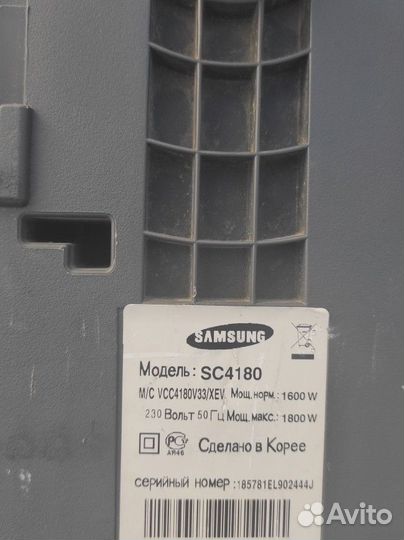 SAMSUNG
Модель: SC4180
M/C VCC4180V33/XEV Мощ. норм.: 1600 W
230 Вольт 50 Гц Мощ. макс.: 1800 W
АЯ46 Сделано в Корее
серийный номер :185781EL902444J
Avito